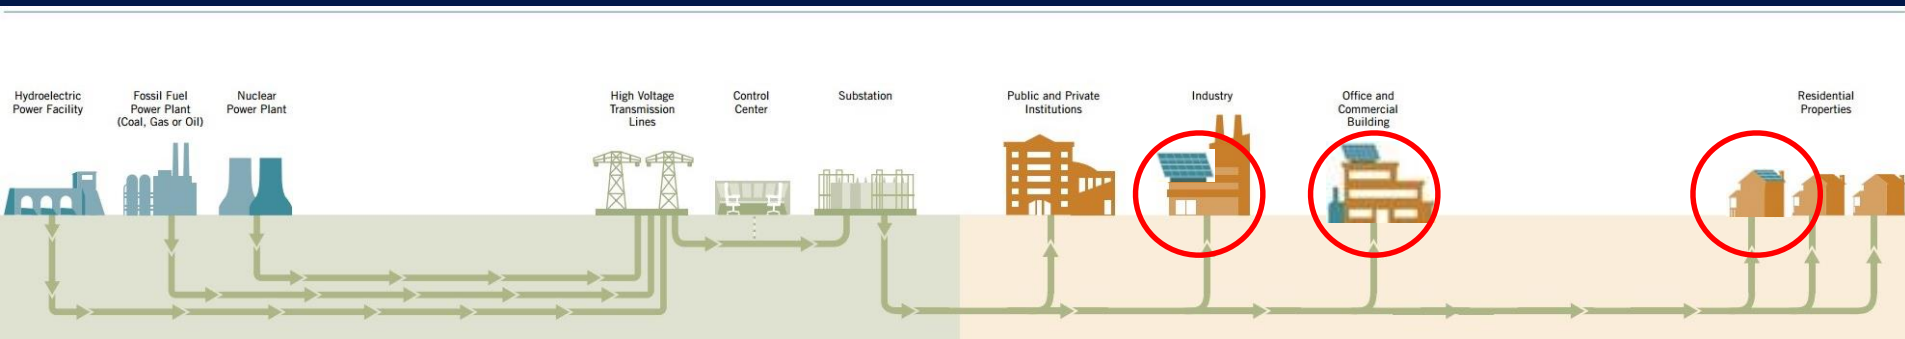 Hydroelectric
Power Facility
Fossil Fuel
Power Plant
(Coal, Gas or Oil)
Nuclear
Power Plant
High Voltage
Transmission
Lines
Control
Center
Substation
Public and Private
Institutions
Industry
Office and
Commercial
Building
Residential
Properties